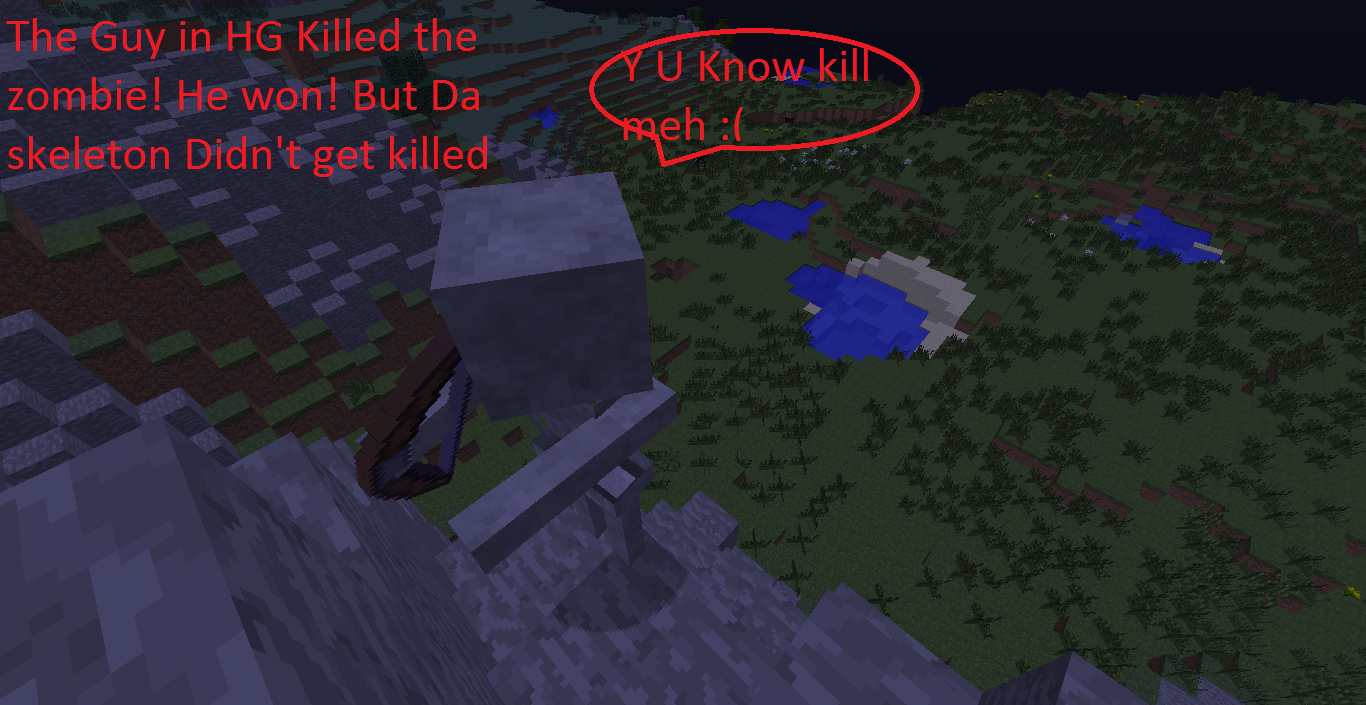 The Guy in HG Killed the
zombie! He won! But Da
skeleton Didn't get killed
Y U Know kill
meh :(